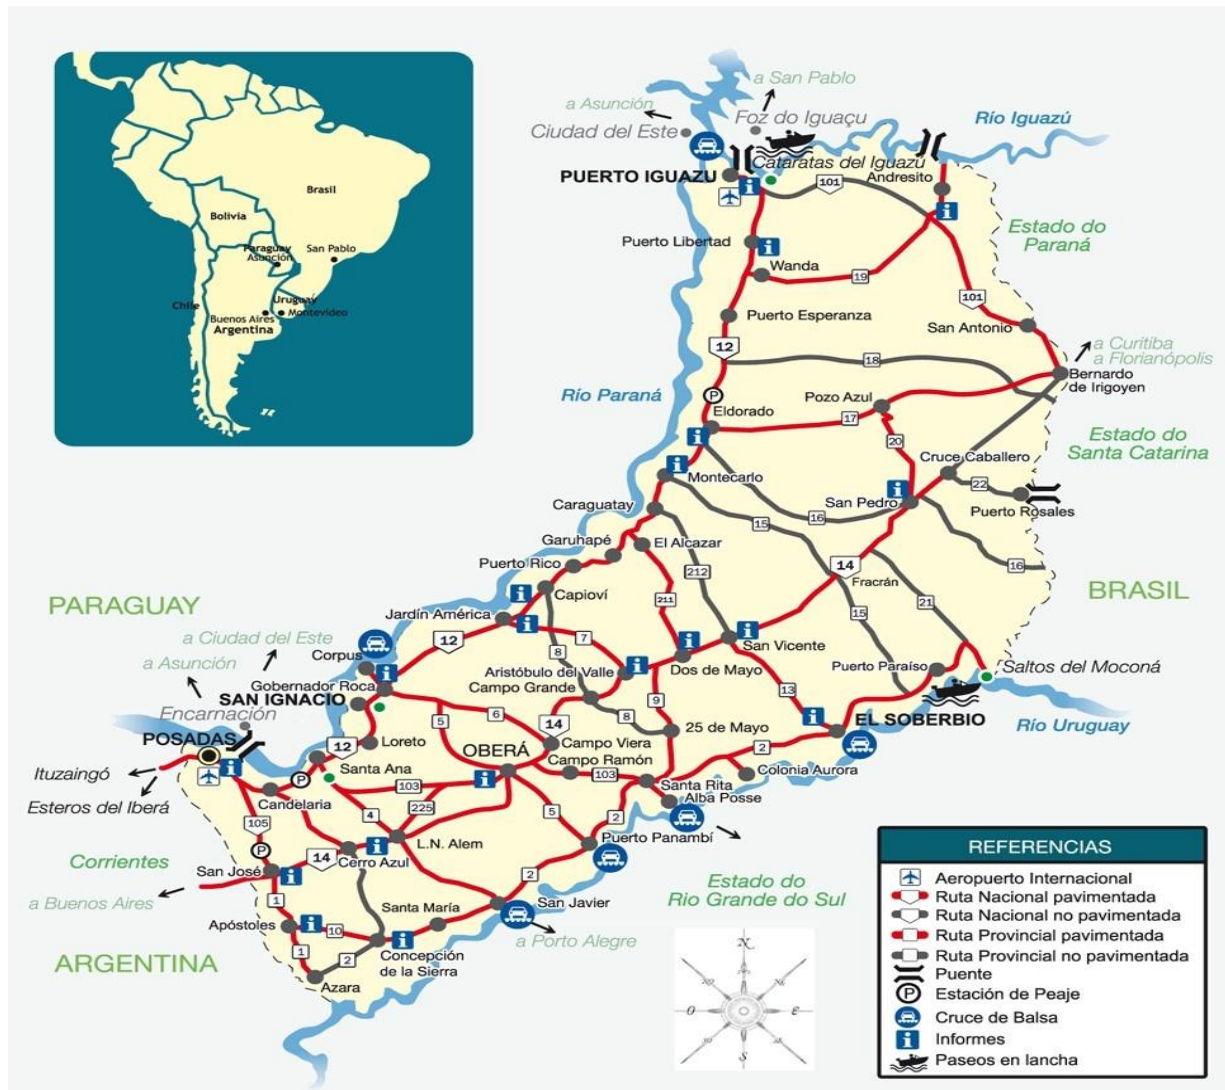 Brasil
Bolivia
Paraguay
Asunción
San Pablo
Chile
Uruguay
Buenos Aires
Montevideo
Argentina
a San Pablo
a Asunción
Foz do Iguaçu
Ciudad del Este
Río Iguazú
Cataratas del Iguazú
PUERTO IGUAZU
Andresito
101
Estado do
Paraná
Puerto Libertad
Wanda
19
101
Puerto Esperanza
San Antonio
12
a Curitiba
a Florianópolis
18
Bernardo
de Irigoyen
Río Paraná
P
Pozo Azul
Eldorado
17
20
Estado do
Santa Catarina
Cruce Caballero
Montecarlo
22
San Pedro
Puerto Rosales
Caraguatay
15
16
Garuhapé
El Alcazar
Puerto Rico
212
14
Fracrán
16
Capioví
211
21
BRASIL
PARAGUAY
Jardín América
15
a Ciudad del Este
12
7
San Vicente
Corpus
8
a Asunción
Aristóbulo del Valle
Dos de Mayo
Puerto Paraíso
Saltos del Moconá
Gobernador Roca
Campo Grande
13
SAN IGNACIO
9
Encarnación
5
6
14
8
EL SOBERBIO
Río Uruguay
POSADAS
12
Loreto
25 de Mayo
OBERÁ
Campo Viera
2
Ituzaingó
Santa Ana
Campo Ramón
Colonia Aurora
P
103
103
Santa Rita
Esteros del Iberá
Candelaria
Alba Posse
225
4
5
2
105
Puerto Panambí
L.N. Alem
P
Corrientes
14
Cerro Azul
San José
Estado do
Rio Grande do Sul
2
a Buenos Aires
1
San Javier
Santa María
Apóstoles
10
a Porto Alegre
1
2
Concepción
de la Sierra
ARGENTINA
Azara
N
O
E
S
REFERENCIAS
Aeropuerto Internacional
Ruta Nacional pavimentada
Ruta Nacional no pavimentada
Ruta Provincial pavimentada
Ruta Provincial no pavimentada
Puente
P Estación de Peaje
Cruce de Balsa
i Informes
Paseos en lancha